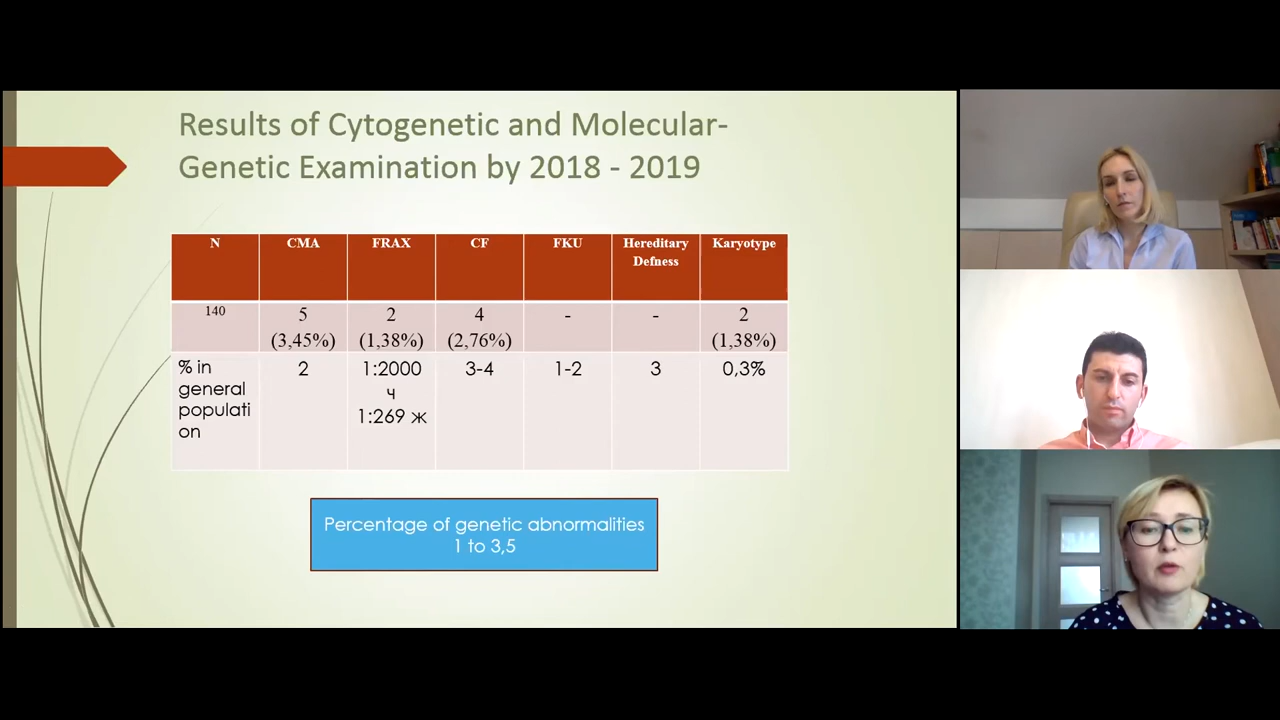 Results of Cytogenetic and Molecular-
Genetic Examination by 2018 - 2019
N CMA FRAX CF FKU Hereditary Karyotype
Defness
140 5 2 4 - - 2
(3,45%) (1,38%) (2,76%) (1,38%)
% in 2 1:2000 3-4 1-2 3 0,3%
general ч
populati 1:269 ж
on
Percentage of genetic abnormalities
1 to 3,5